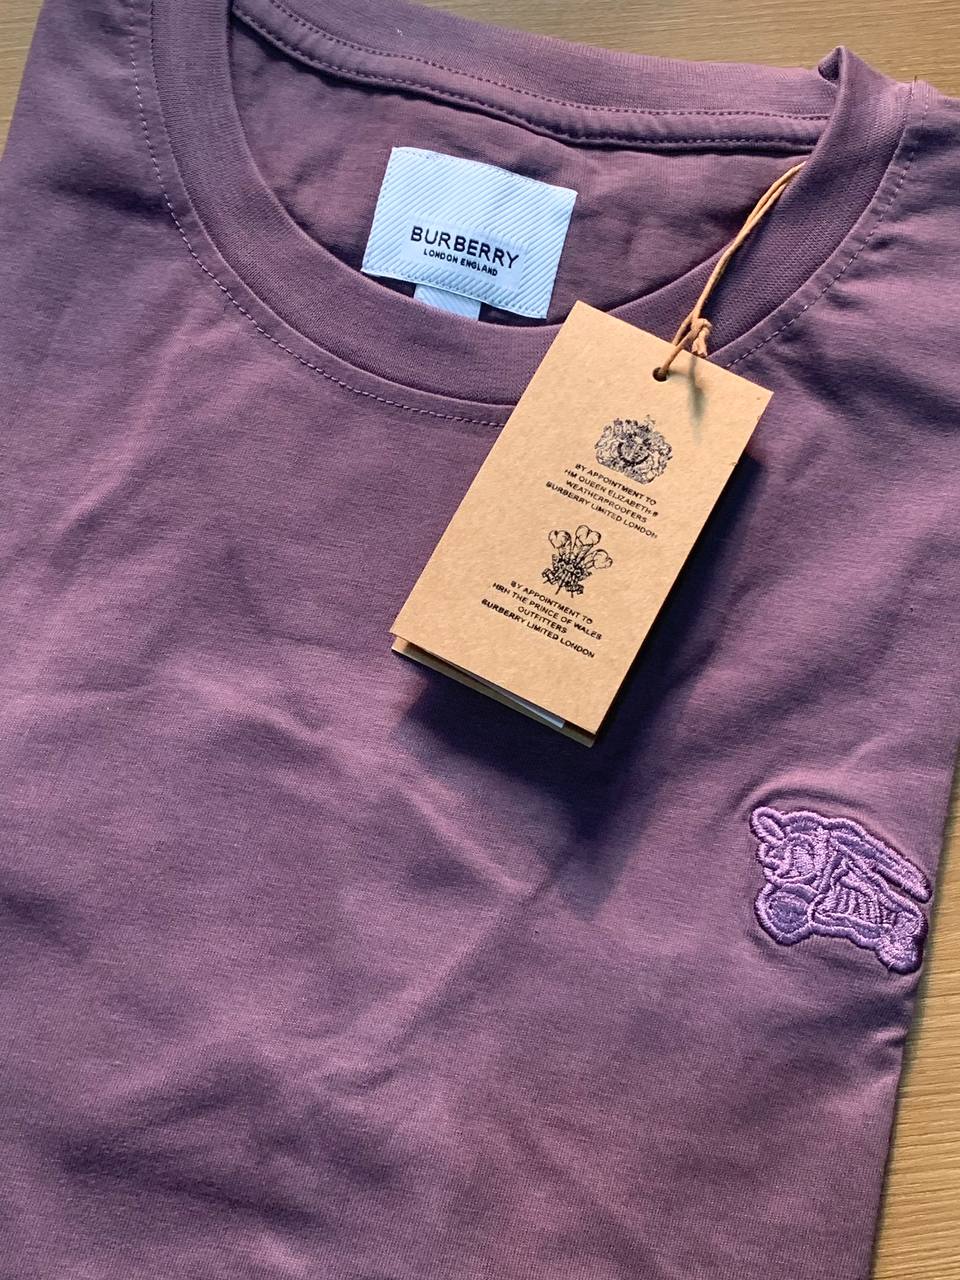 BURBERRY
LONDON ENGLAND
BY APPOINTMENT TO
HM QUEEN ELIZABETH II
WEATHERPROOFERS
BURBERRY LIMITED LONDON
BY APPOINTMENT TO
HRH THE PRINCE OF WALES
OUTFITTERS
BURBERRY LIMITED LONDON